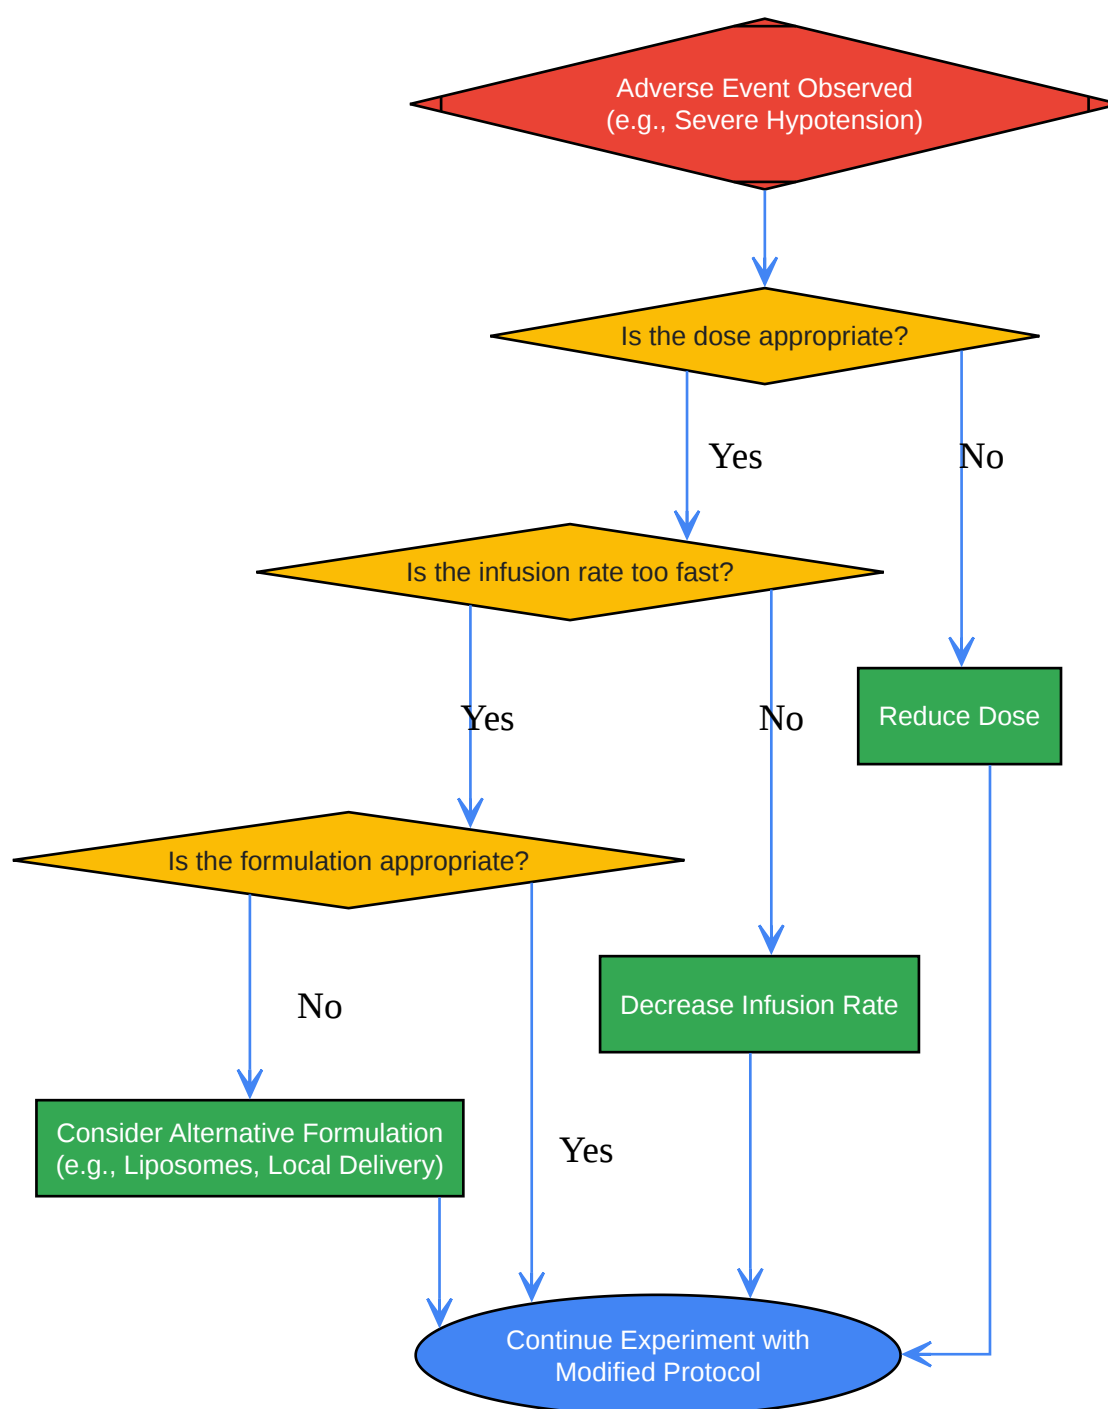 Adverse Event Observed
(e.g., Severe Hypotension)
Is the dose appropriate?
Yes
No
Is the infusion rate too fast?
Yes
No
Reduce Dose
Is the formulation appropriate?
No
Decrease Infusion Rate
Consider Alternative Formulation
(e.g., Liposomes, Local Delivery)
Yes
Continue Experiment with
Modified Protocol